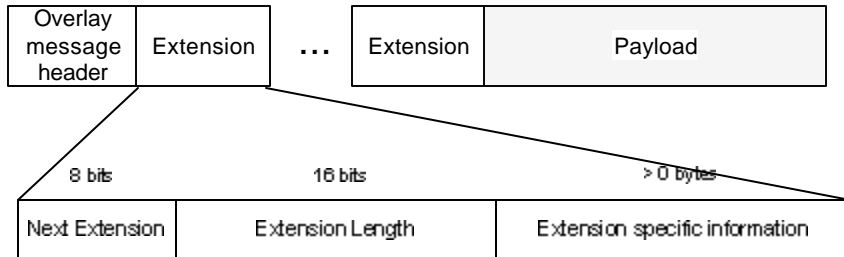 Overlay
message
header
Extension
...
Extension
Payload
8 bits
16 bits
> 0 bytes
Next Extension
Extension Length
Extension specific information